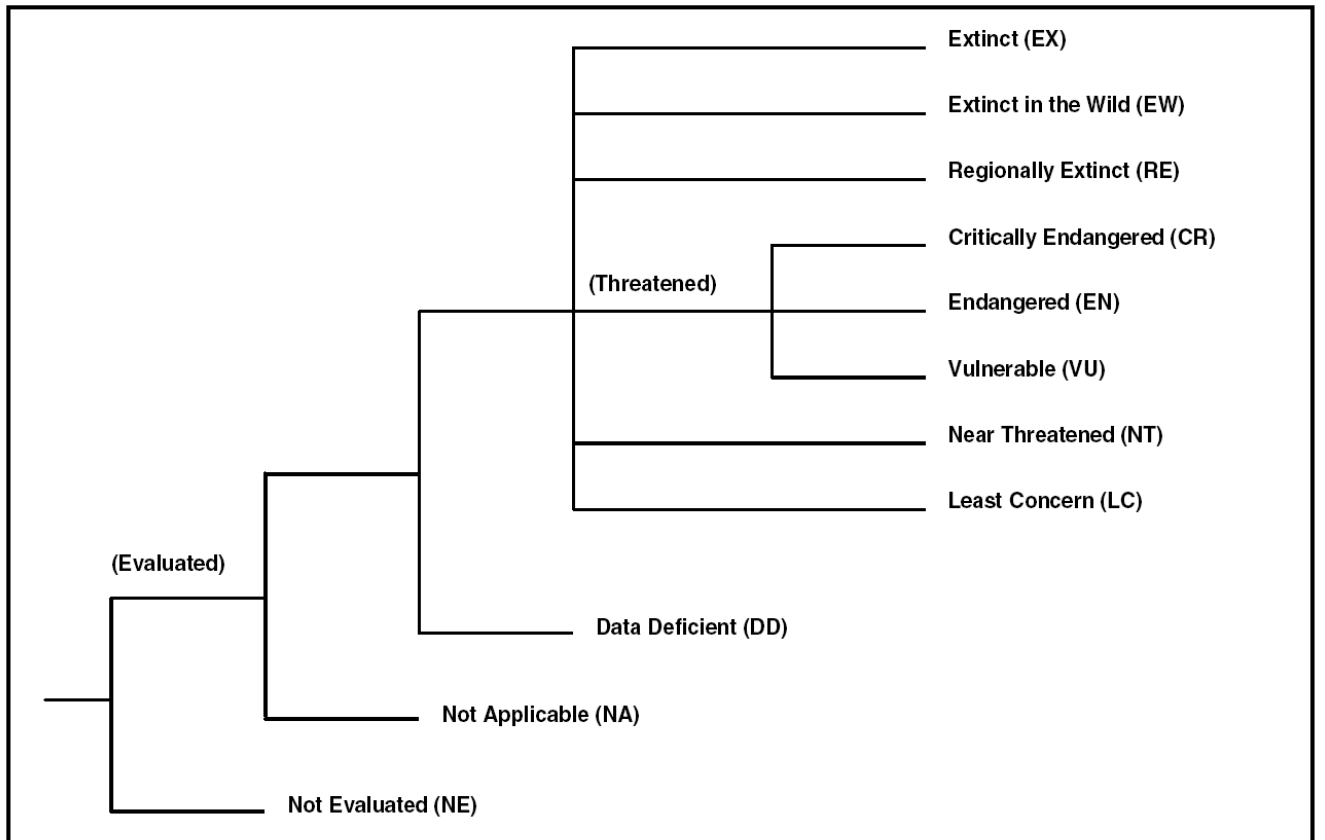 Extinct (EX)
Extinct in the Wild (EW)
Regionally Extinct (RE)
Critically Endangered (CR)
(Threatened)
Endangered (EN)
Vulnerable (VU)
Near Threatened (NT)
Least Concern (LC)
(Evaluated)
Data Deficient (DD)
Not Applicable (NA)
Not Evaluated (NE)